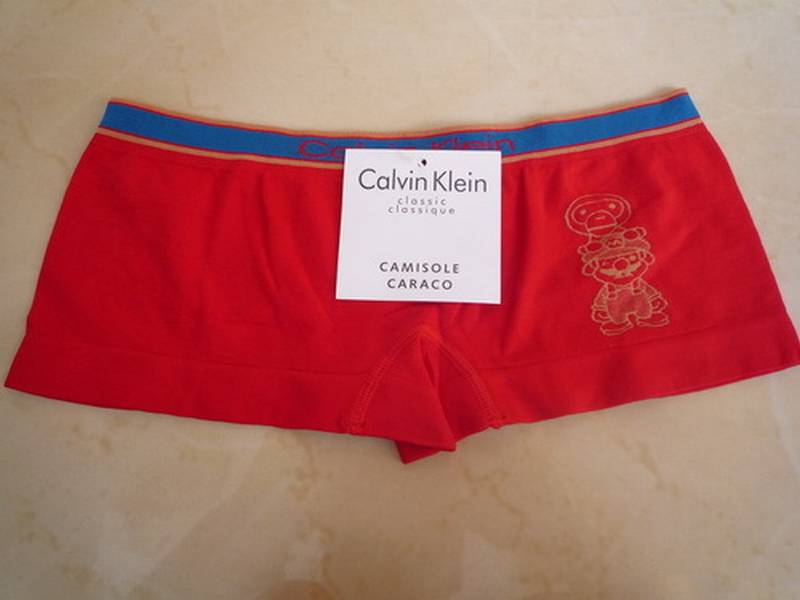 Calvin Klein
Calvin Klein
classic
classique
CAMISOLE
CARACO